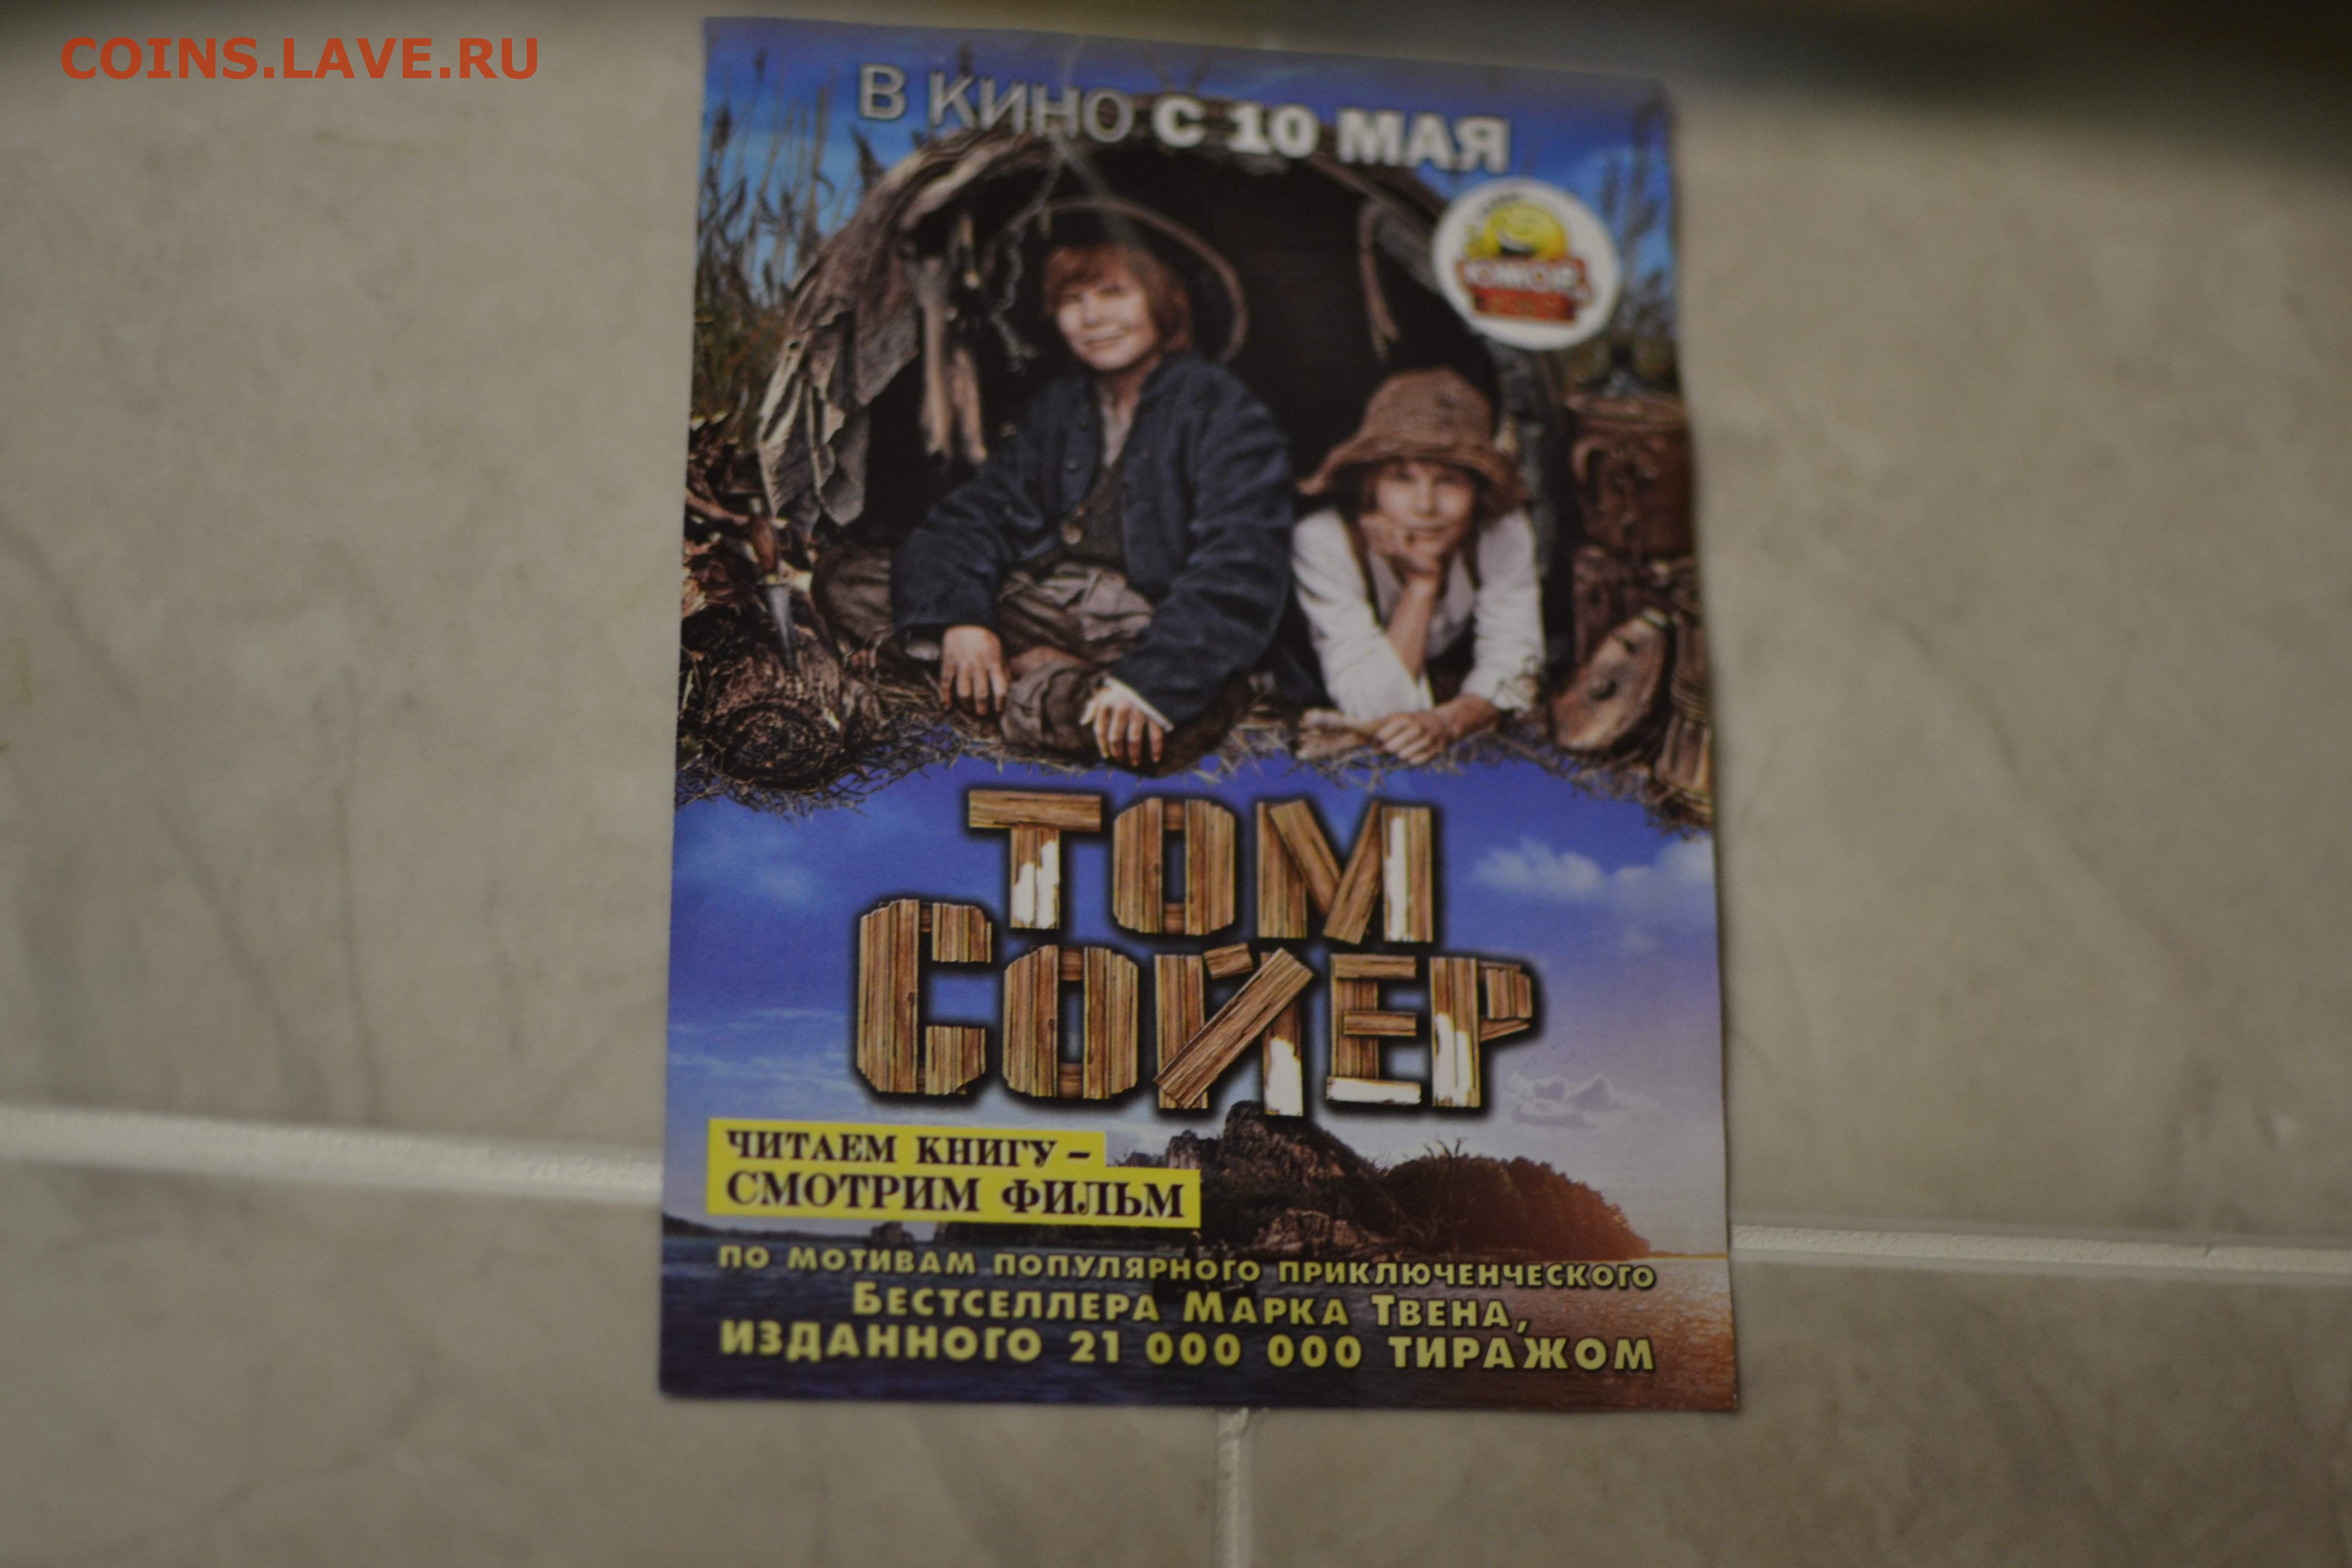 COINS.LAVE.RU
В КИНО С 10 МАЯ
ЮМОР
ТОМ
СОЙЕР
ЧИТАЕМ КНИГУ –
СМОТРИМ ФИЛЬМ
ПО МОТИВАМ ПОПУЛЯРНОГО ПРИКЛЮЧЕНЧЕСКОГО
БЕСТСЕЛЛЕРА МАРКА ТВЕНА,
ИЗДАННОГО 21 000 000 ТИРАЖОМ